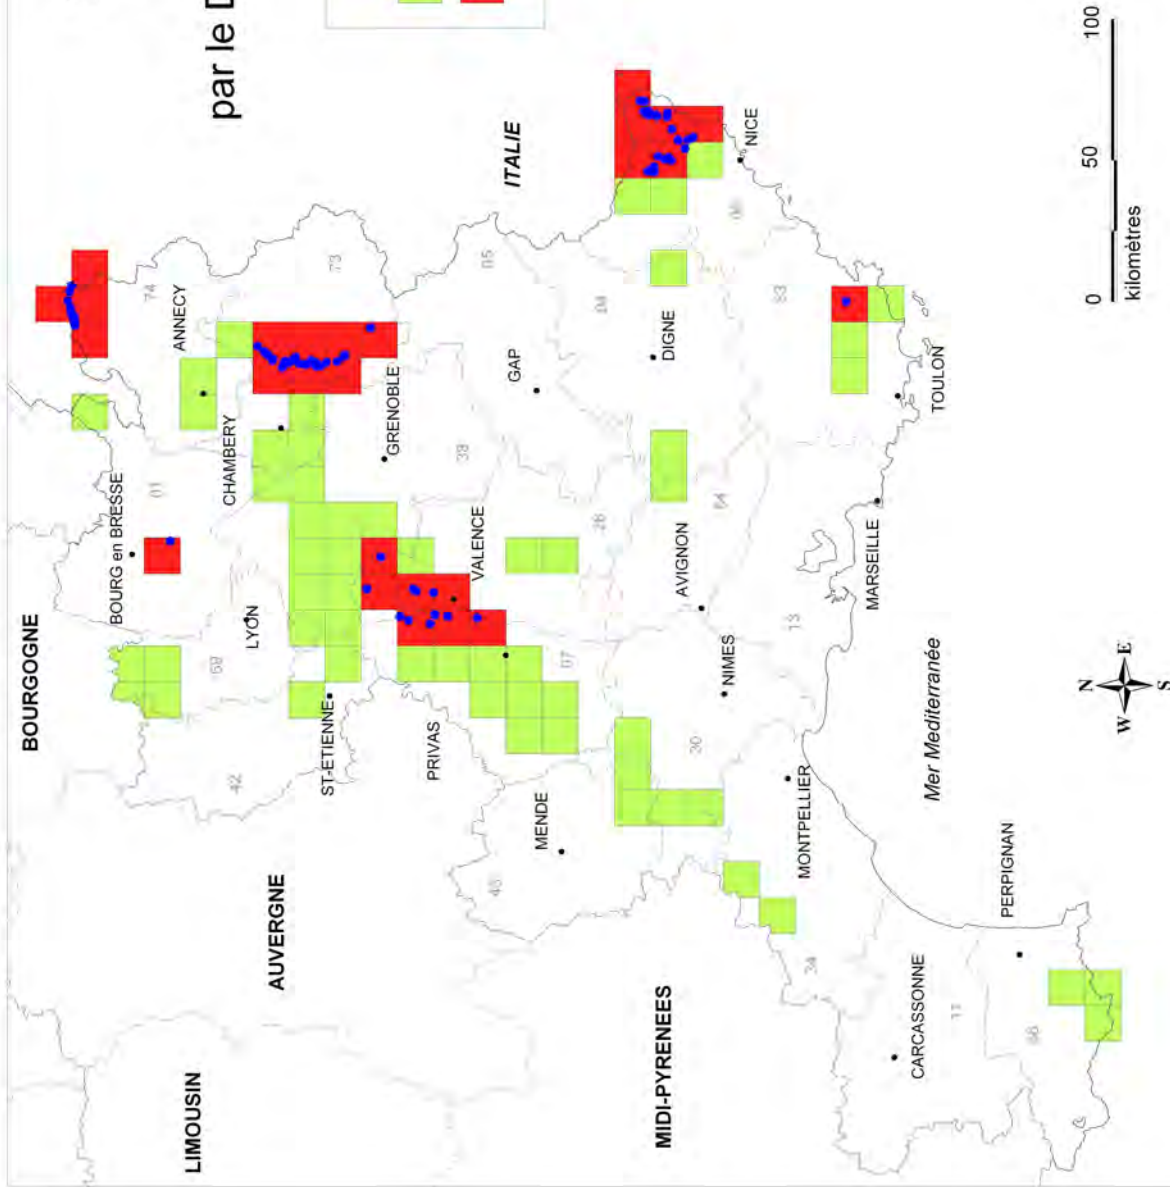 par le D
BOURGOGNE
LIMOUSIN
AUVERGNE
MIDI-PYRENEES
ITALIE
BOURG en BRESSE
ANNECY
74
01
LYON
69
CHAMBERY
73
42
ST-ETIENNE
GRENOBLE
38
PRIVAS
VALENCE
GAP
05
26
07
MENDE
48
04
DIGNE
AVIGNON
84
NIMES
30
06
NICE
83
13
MONTPELLIER
34
MARSEILLE
TOULON
CARCASSONNE
11
PERPIGNAN
66
Mer Mediterranée
N
W
E
S
0
50
100
kilomètres